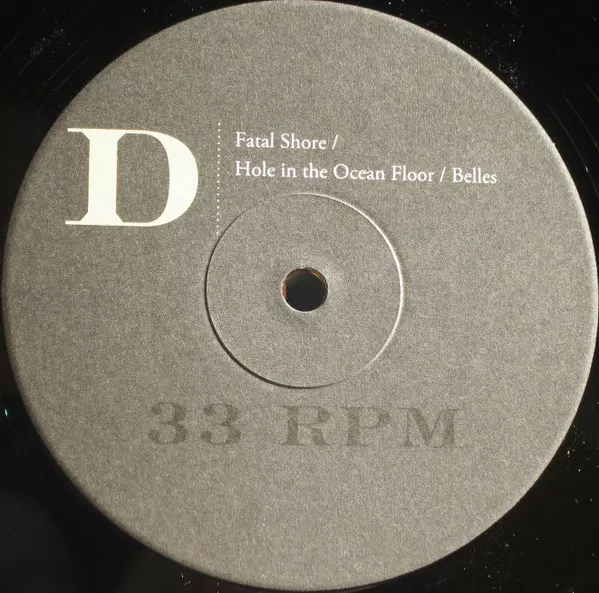 D
Fatal Shore /
Hole in the Ocean Floor / Belles
33 RPM